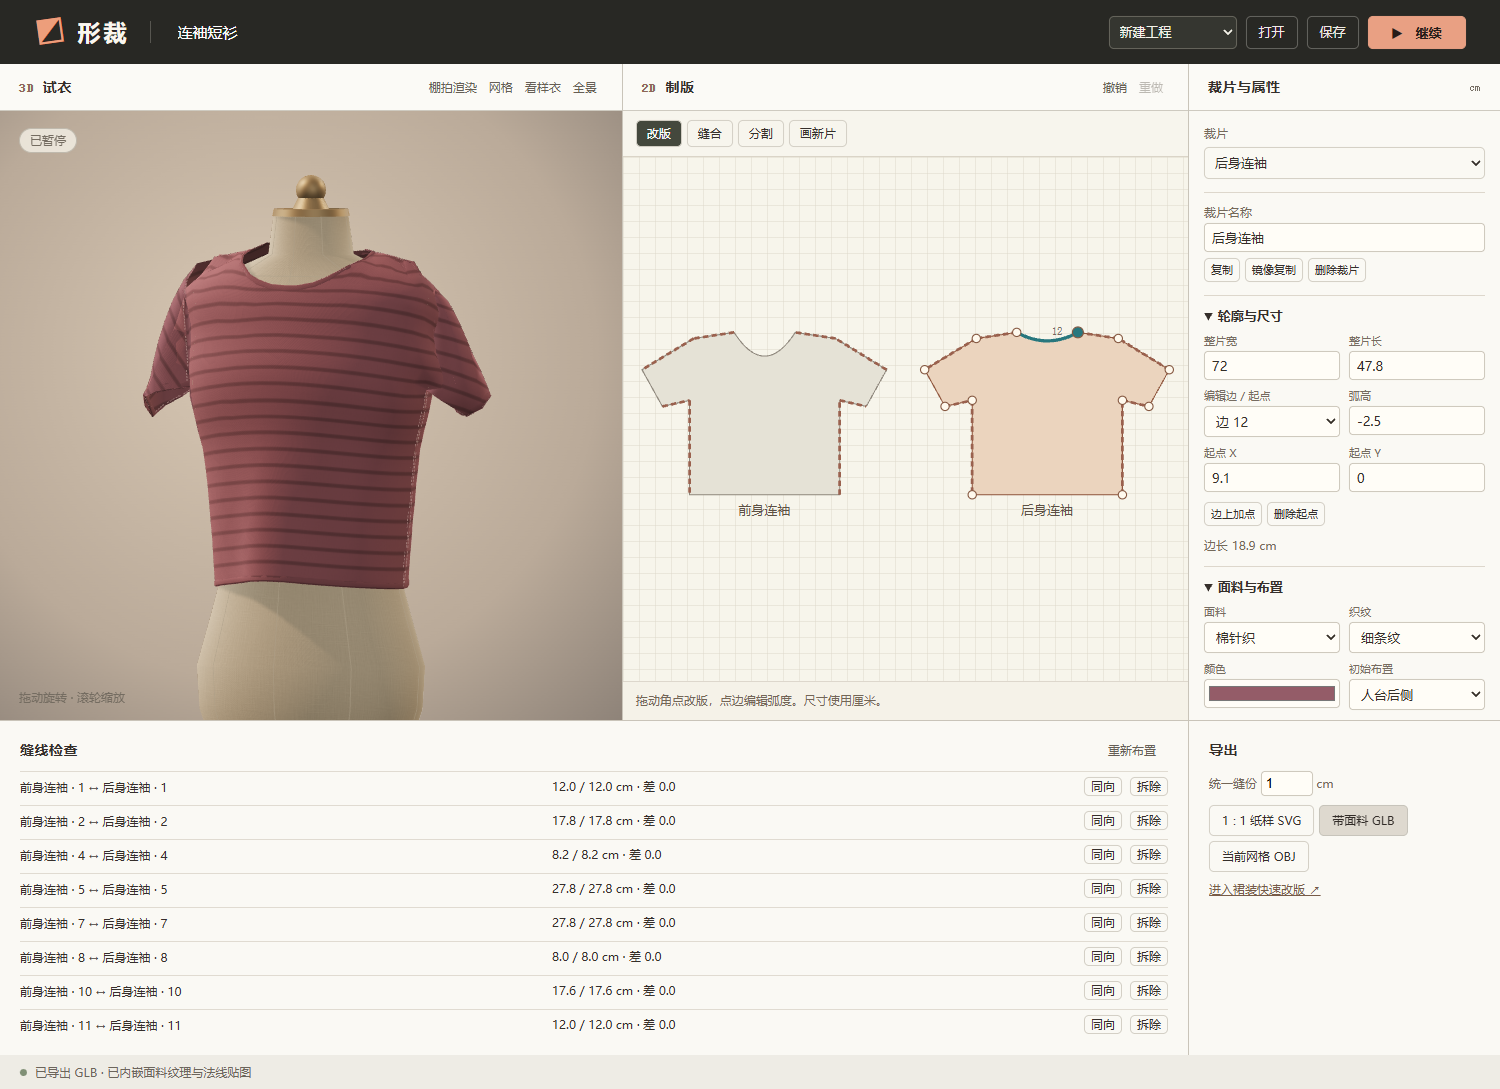 形裁
连袖短衫
新建工程
打开
保存
▶ 继续
3D 试衣
棚拍渲染 网格 看样衣 全景
2D 制版
撤销 重做
裁片与属性
cm
已暂停
改版 缝合 分割 画新片
12
前身连袖
后身连袖
拖动旋转 · 滚轮缩放
拖动角点改版，点边编辑弧度。尺寸使用厘米。
裁片
后身连袖
裁片名称
后身连袖
复制 镜像复制 删除裁片
▼ 轮廓与尺寸
整片宽 整片长
72 47.8
编辑边 / 起点 弧高
边 12 -2.5
起点 X 起点 Y
9.1 0
边上加点 删除起点
边长 18.9 cm
▼ 面料与布置
面料 织纹
棉针织 细条纹
颜色 初始布置
人台后侧
缝线检查
重新布置
前身连袖 · 1 ↔ 后身连袖 · 1 12.0 / 12.0 cm · 差 0.0 同向 拆除
前身连袖 · 2 ↔ 后身连袖 · 2 17.8 / 17.8 cm · 差 0.0 同向 拆除
前身连袖 · 4 ↔ 后身连袖 · 4 8.2 / 8.2 cm · 差 0.0 同向 拆除
前身连袖 · 5 ↔ 后身连袖 · 5 27.8 / 27.8 cm · 差 0.0 同向 拆除
前身连袖 · 7 ↔ 后身连袖 · 7 27.8 / 27.8 cm · 差 0.0 同向 拆除
前身连袖 · 8 ↔ 后身连袖 · 8 8.0 / 8.0 cm · 差 0.0 同向 拆除
前身连袖 · 10 ↔ 后身连袖 · 10 17.6 / 17.6 cm · 差 0.0 同向 拆除
前身连袖 · 11 ↔ 后身连袖 · 11 12.0 / 12.0 cm · 差 0.0 同向 拆除
导出
统一缝份 1 cm
1 : 1 纸样 SVG 带面料 GLB
当前网格 OBJ
进入裙装快速改版 ↗
已导出 GLB · 已内嵌面料纹理与法线贴图